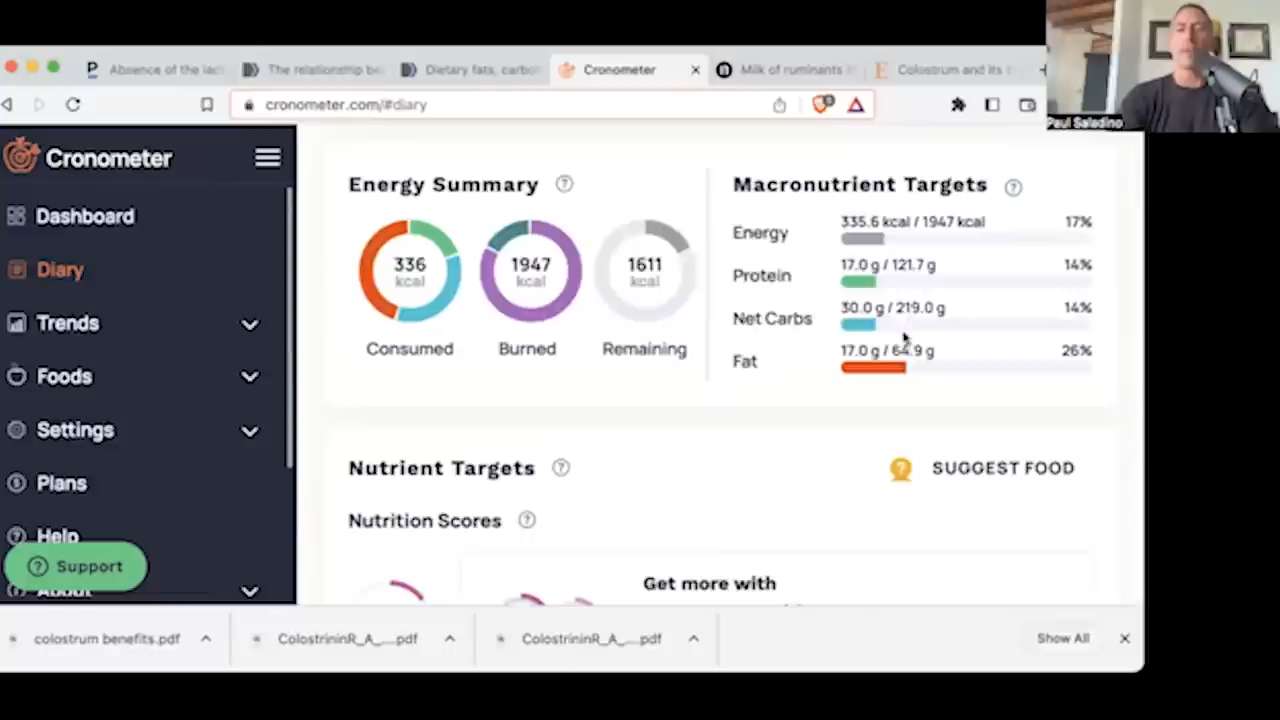 Absence of the lact
The relationship be
Dietary fats, carbo
Cronometer
Milk of ruminants i
Colostrum and its
cronometer.com/#diary
Paul Saladino
Cronometer
Dashboard
Diary
Trends
Foods
Settings
Plans
Help
Support
About
Energy Summary
336
kcal
Consumed
1947
kcal
Burned
1611
kcal
Remaining
Macronutrient Targets
Energy
335.6 kcal / 1947 kcal
17%
Protein
17.0 g / 121.7 g
14%
Net Carbs
30.0 g / 219.0 g
14%
Fat
17.0 g / 64.9 g
26%
Nutrient Targets
SUGGEST FOOD
Nutrition Scores
Get more with
colostrum benefits.pdf
ColostrininR_A_....pdf
ColostrininR_A_....pdf
Show All